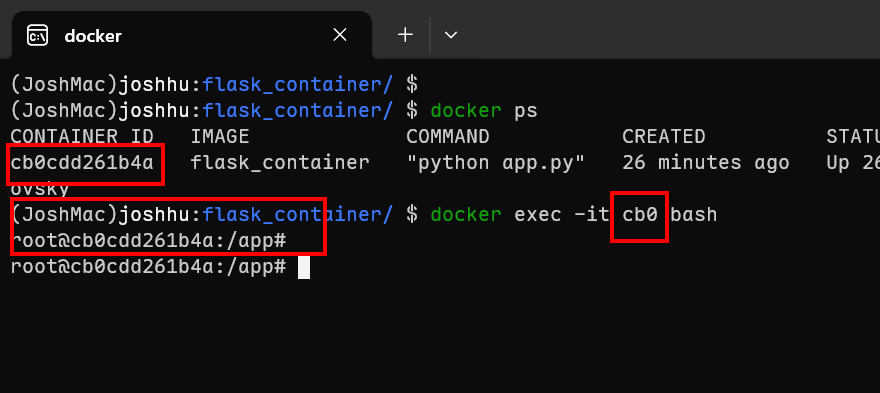 docker
(JoshMac)joshhu:flask_container/ $
(JoshMac)joshhu:flask_container/ $ docker ps
CONTAINER ID   IMAGE             COMMAND           CREATED          STATU
cb0cdd261b4a   flask_container   "python app.py"   26 minutes ago   Up 26
ovsky
(JoshMac)joshhu:flask_container/ $ docker exec -it cb0 bash
root@cb0cdd261b4a:/app#
root@cb0cdd261b4a:/app#